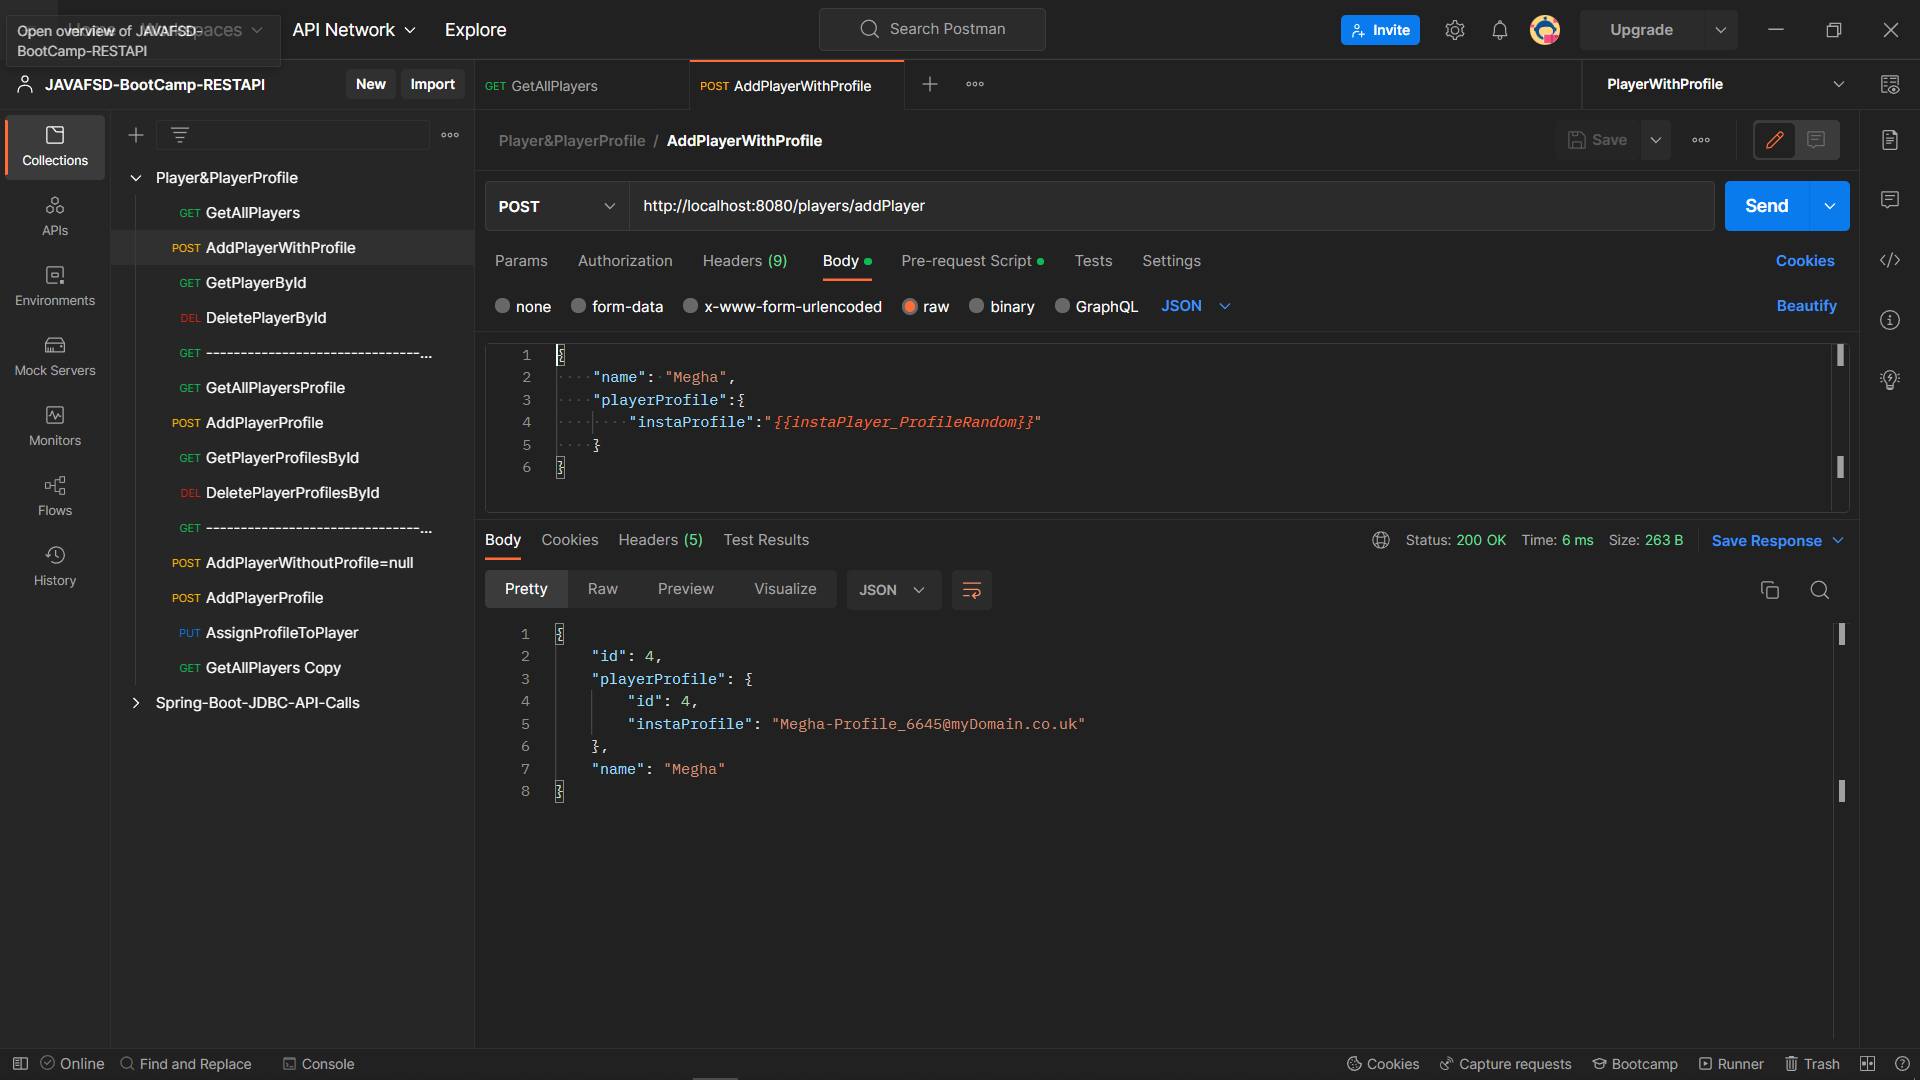 Open overview of JAVAFSD-
BootCamp-RESTAPI
API Network
Explore
Search Postman
Invite
Upgrade
JAVAFSD-BootCamp-RESTAPI
New
Import
GET GetAllPlayers
POST AddPlayerWithProfile
PlayerWithProfile
Collections
APIs
Environments
Mock Servers
Monitors
Flows
History
Player&PlayerProfile
GET GetAllPlayers
POST AddPlayerWithProfile
GET GetPlayerById
DEL DeletePlayerById
GET -------------------------------...
GET GetAllPlayersProfile
POST AddPlayerProfile
GET GetPlayerProfilesById
DEL DeletePlayerProfilesById
GET -------------------------------...
POST AddPlayerWithoutProfile=null
POST AddPlayerProfile
PUT AssignProfileToPlayer
GET GetAllPlayers Copy
Spring-Boot-JDBC-API-Calls
Player&PlayerProfile / AddPlayerWithProfile
Save
POST
http://localhost:8080/players/addPlayer
Send
Params Authorization Headers (9) Body Pre-request Script Tests Settings
Cookies
none form-data x-www-form-urlencoded raw binary GraphQL JSON
Beautify
1 {
2 "name": "Megha",
3 "playerProfile":{
4 "instaProfile":"{{instaPlayer_ProfileRandom}}"
5 }
6 }
Body Cookies Headers (5) Test Results
Status: 200 OK Time: 6 ms Size: 263 B
Save Response
Pretty Raw Preview Visualize JSON
1 {
2 "id": 4,
3 "playerProfile": {
4 "id": 4,
5 "instaProfile": "Megha-Profile_6645@myDomain.co.uk"
6 },
7 "name": "Megha"
8 }
Online
Find and Replace
Console
Cookies
Capture requests
Bootcamp
Runner
Trash